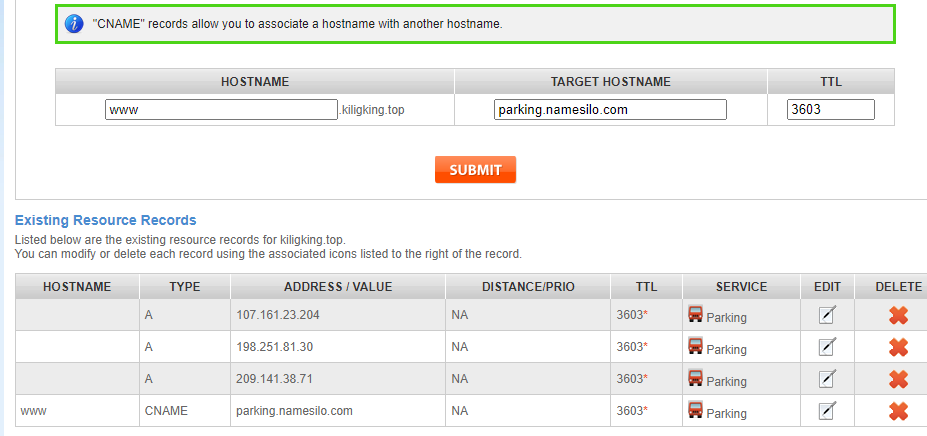 "CNAME" records allow you to associate a hostname with another hostname.
HOSTNAME TARGET HOSTNAME TTL
www .kiligking.top parking.namesilo.com 3603
SUBMIT
Existing Resource Records
Listed below are the existing resource records for kiligking.top.
You can modify or delete each record using the associated icons listed to the right of the record.
HOSTNAME TYPE ADDRESS / VALUE DISTANCE/PRIO TTL SERVICE EDIT DELETE
A 107.161.23.204 NA 3603* Parking
A 198.251.81.30 NA 3603* Parking
A 209.141.38.71 NA 3603* Parking
www CNAME parking.namesilo.com NA 3603* Parking